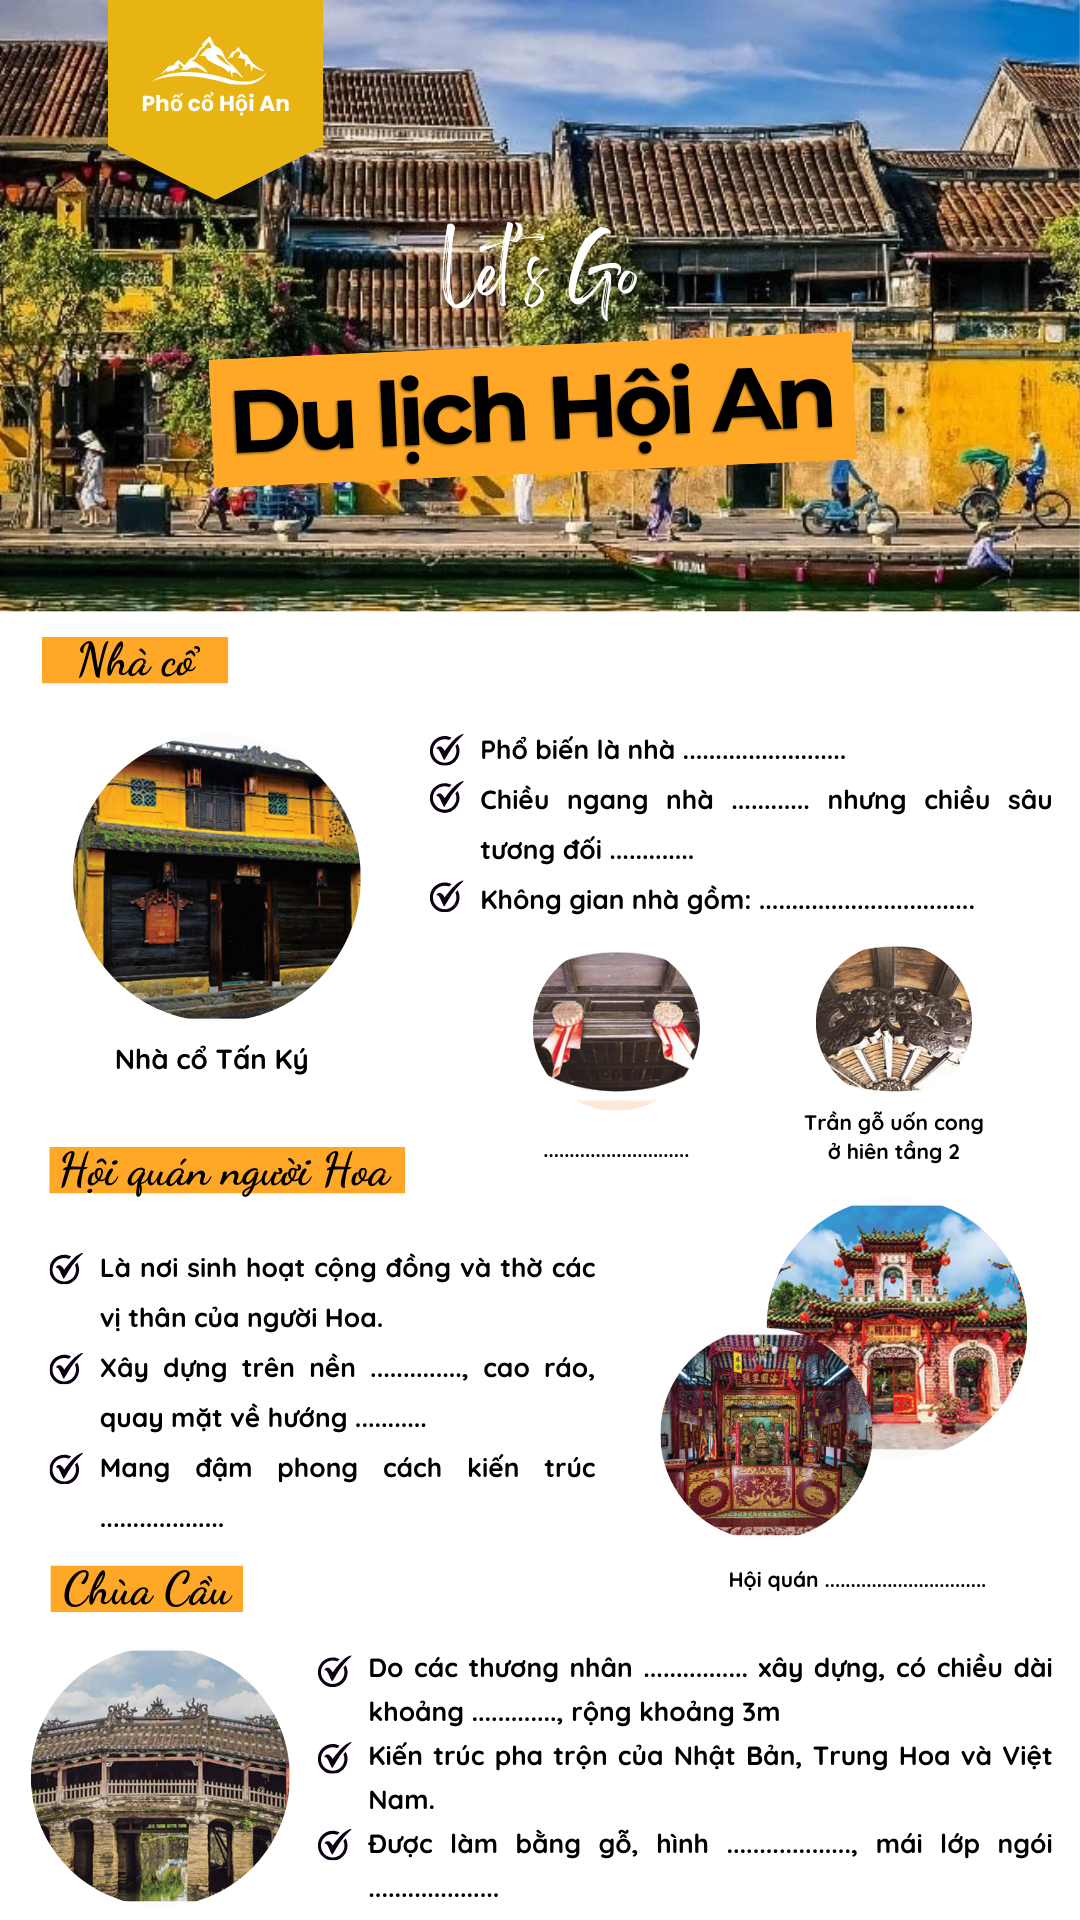 Phố cổ Hội An
Let's Go
Du lịch Hội An
Nhà cổ
Phổ biến là nhà .........................
Chiều ngang nhà ............ nhưng chiều sâu
tương đối .............
Không gian nhà gồm: .................................
Nhà cổ Tấn Ký
............................
Trần gỗ uốn cong
ở hiên tầng 2
Hội quán người Hoa
Là nơi sinh hoạt cộng đồng và thờ các
vị thân của người Hoa.
Xây dựng trên nền .............., cao ráo,
quay mặt về hướng ...........
Mang đậm phong cách kiến trúc
...................
Hội quán ...............................
Chùa Cầu
Do các thương nhân ................ xây dựng, có chiều dài
khoảng ............., rộng khoảng 3m
Kiến trúc pha trộn của Nhật Bản, Trung Hoa và Việt
Nam.
Được làm bằng gỗ, hình ..................., mái lớp ngói
....................